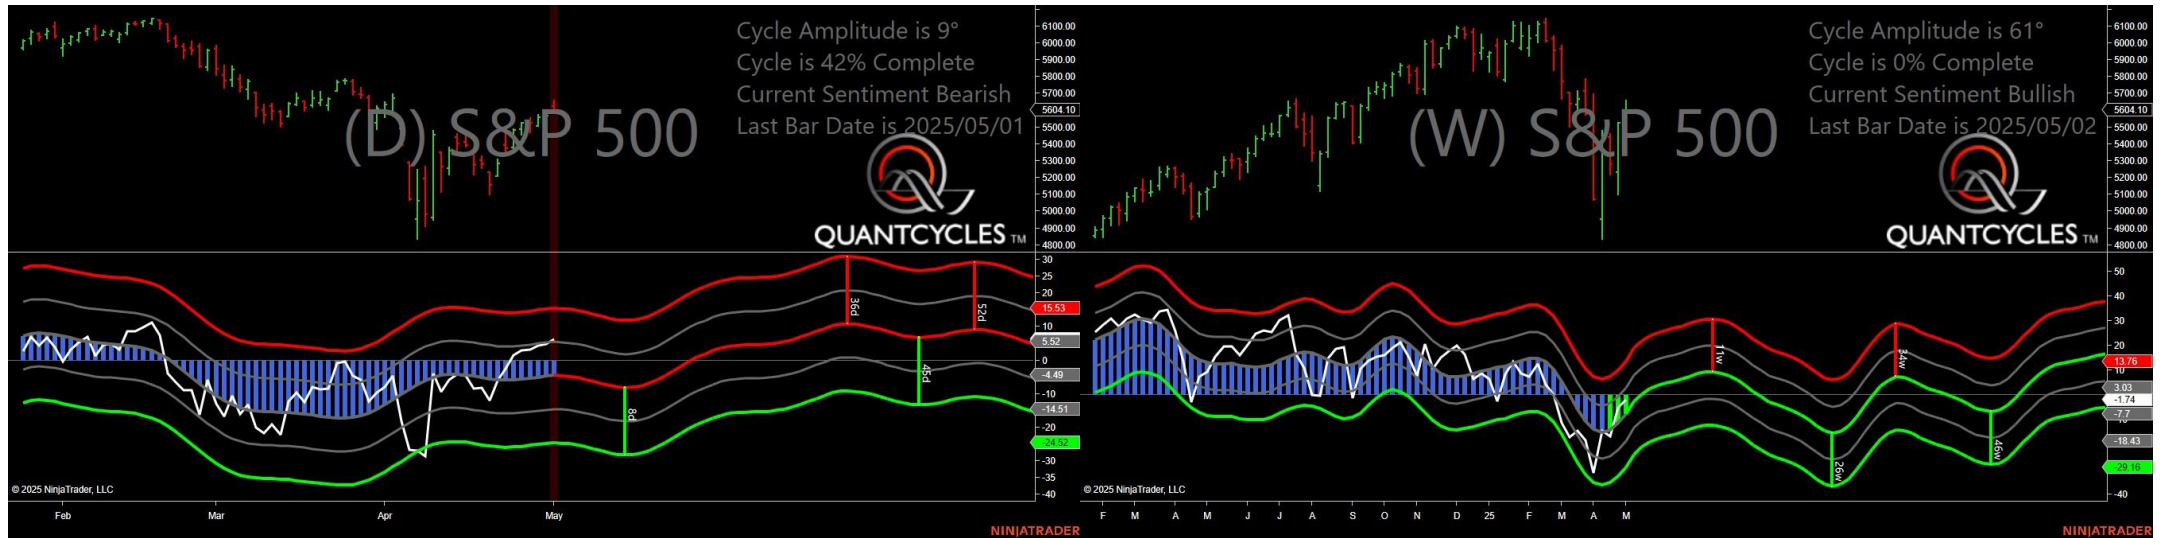 Cycle Amplitude is 9°
Cycle is 42% Complete
Current Sentiment Bearish
Last Bar Date is 2025/05/01
(D) S&P 500
QUANTCYCLES TM
6100.00
6000.00
5900.00
5800.00
5700.00
5604.10
5500.00
5400.00
5300.00
5200.00
5100.00
5000.00
4900.00
4800.00
30
25
20
15.53
10
5.52
0
-4.49
-10
-14.51
-20
-24.52
-30
-35
-40
36d
52d
45d
8d
© 2025 NinjaTrader, LLC
Feb
Mar
Apr
May
NINJATRADER
Cycle Amplitude is 61°
Cycle is 0% Complete
Current Sentiment Bullish
Last Bar Date is 2025/05/02
(W) S&P 500
QUANTCYCLES TM
6100.00
6000.00
5900.00
5800.00
5700.00
5604.10
5500.00
5400.00
5300.00
5200.00
5100.00
5000.00
4900.00
4800.00
50
40
30
20
13.76
10
3.03
-1.74
-7.7
-18.43
-29.16
-40
11w
34w
26w
46w
© 2025 NinjaTrader, LLC
F M A M J J A S O N D 25 F M A M
NINJATRADER